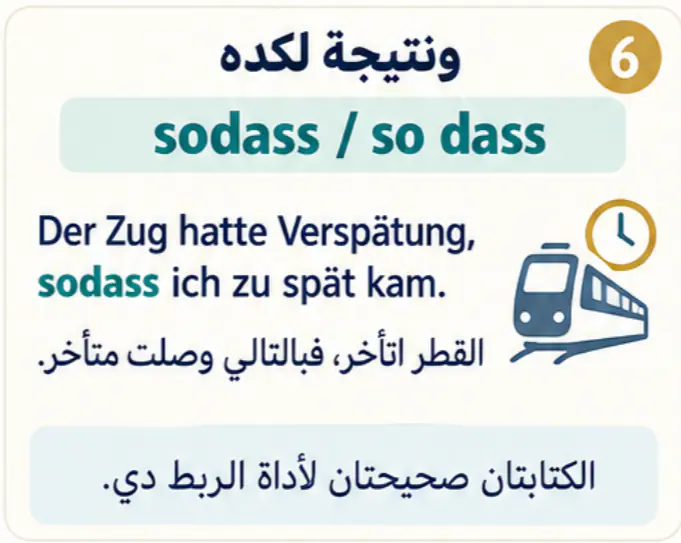 ونتيجة لكده
6
sodass / so dass
Der Zug hatte Verspätung,
sodass ich zu spät kam.
القطر اتأخر، فبالتالي وصلت متأخر.
الكتابتان صحيحتان لأداة الربط دي.